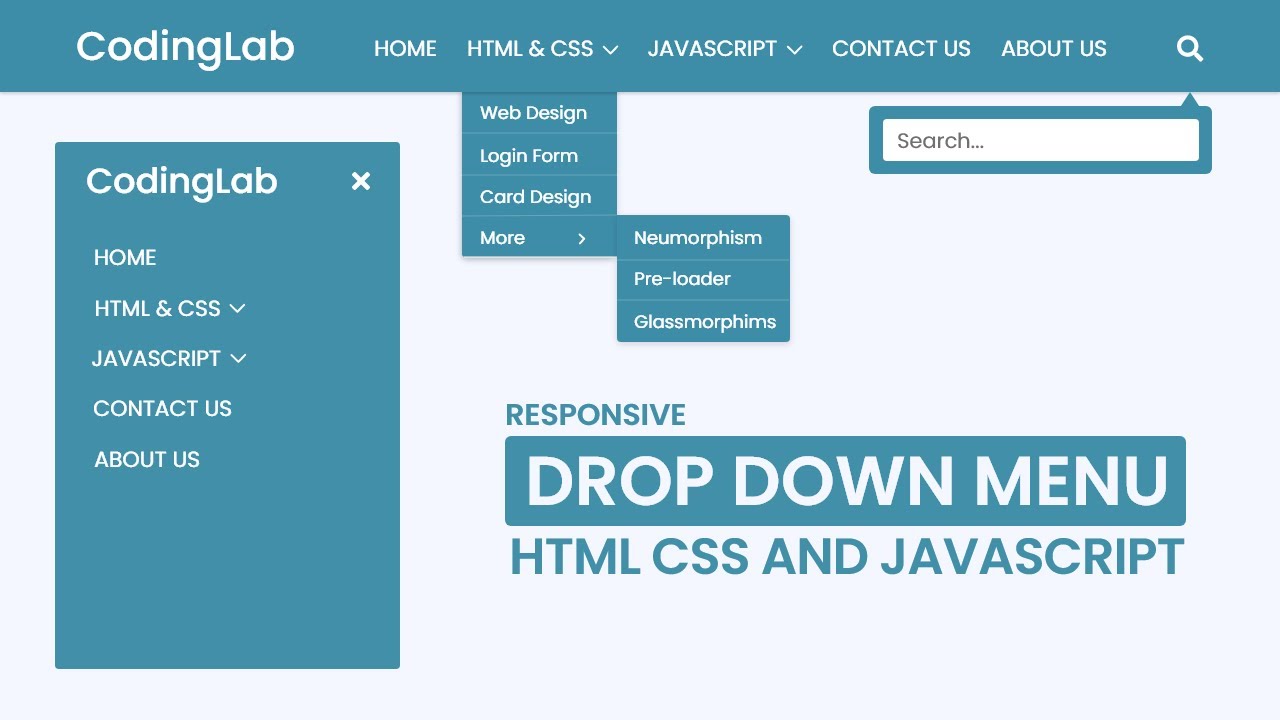 CodingLab HOME HTML & CSS JAVASCRIPT CONTACT US ABOUT US
Web Design
Login Form
Card Design
More
Neumorphism
Pre-loader
Glassmorphims
Search...
CodingLab
HOME
HTML & CSS
JAVASCRIPT
CONTACT US
ABOUT US
RESPONSIVE
DROP DOWN MENU
HTML CSS AND JAVASCRIPT